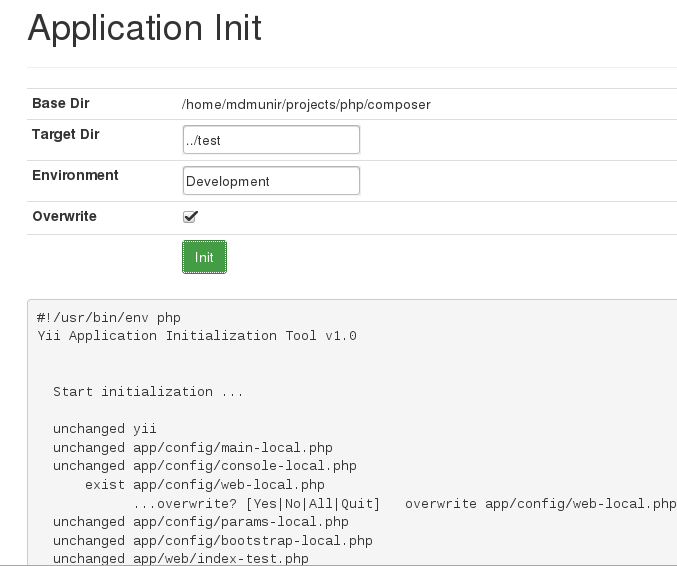 Application Init
Base Dir /home/mdmunir/projects/php/composer
Target Dir ../test
Environment Development
Overwrite
Init
#!/usr/bin/env php
Yii Application Initialization Tool v1.0
Start initialization ...
unchanged yii
unchanged app/config/main-local.php
unchanged app/config/console-local.php
exist app/config/web-local.php
...overwrite? [Yes|No|All|Quit] overwrite app/config/web-local.php
unchanged app/config/params-local.php
unchanged app/config/bootstrap-local.php
unchanged app/web/index-test.php